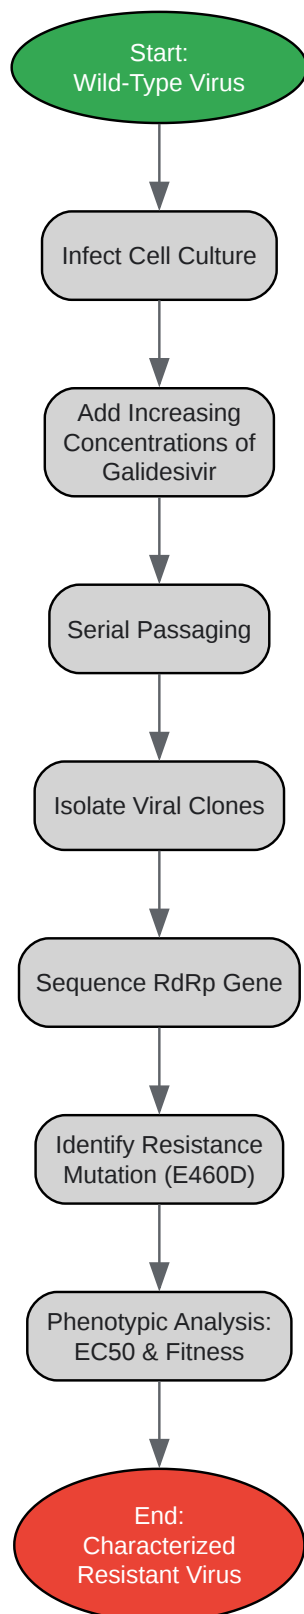 Start:
Wild-Type Virus
Infect Cell Culture
Add Increasing
Concentrations of
Galidesivir
Serial Passaging
Isolate Viral Clones
Sequence RdRp Gene
Identify Resistance
Mutation (E460D)
Phenotypic Analysis:
EC50 & Fitness
End:
Characterized
Resistant Virus